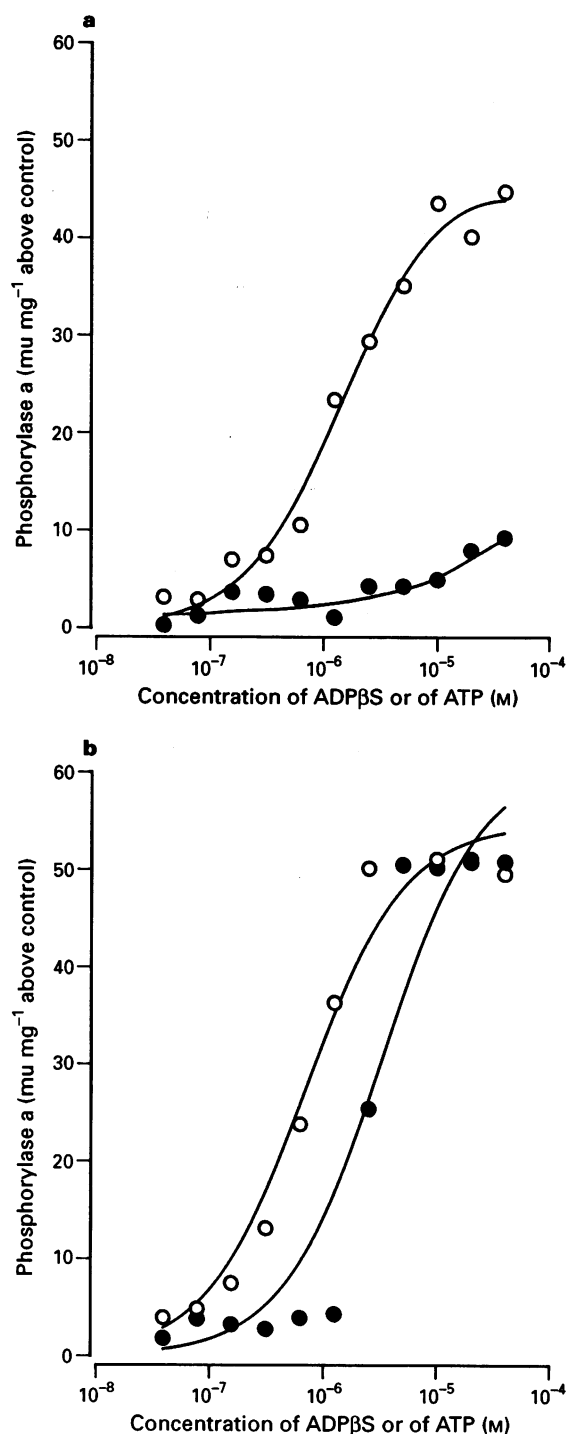 a
60
50
40
30
20
10
0
Phosphorylase a (mu mg⁻¹ above control)
10⁻⁸ 10⁻⁷ 10⁻⁶ 10⁻⁵ 10⁻⁴
Concentration of ADPβS or of ATP (M)
b
60
50
40
30
20
10
0
Phosphorylase a (mu mg⁻¹ above control)
10⁻⁸ 10⁻⁷ 10⁻⁶ 10⁻⁵ 10⁻⁴
Concentration of ADPβS or of ATP (M)